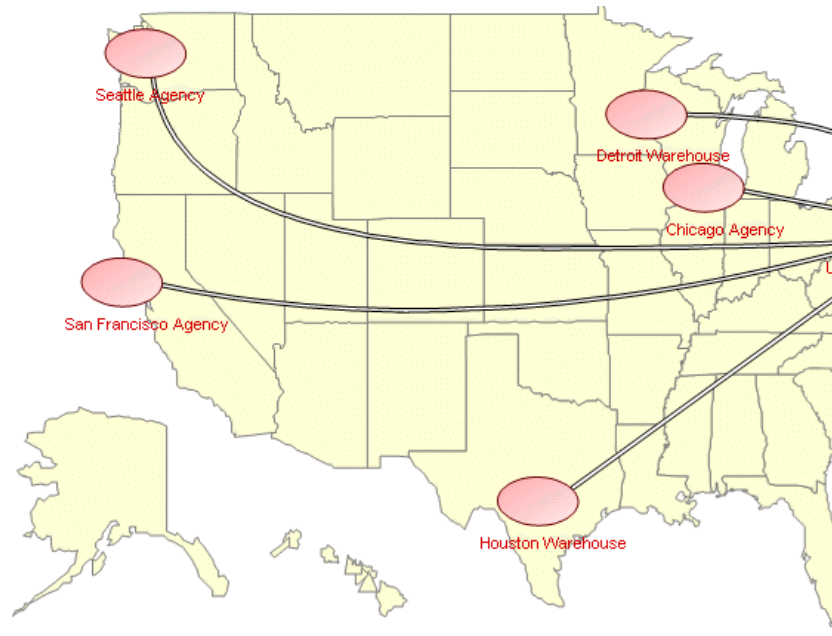 Seattle Agency
Detroit Warehouse
Chicago Agency
San Francisco Agency
Houston Warehouse